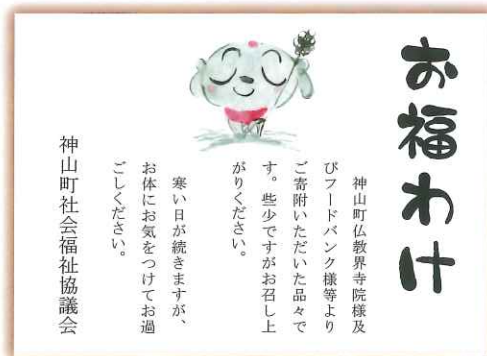 お福わけ
神山町仏教界寺院様及
びフードバンク様等より
ご寄附いただいた品々で
す。些少ですがお召し上
がりください。
寒い日が続きますが、
お体にお気をつけてお過
ごしください。
神山町社会福祉協議会